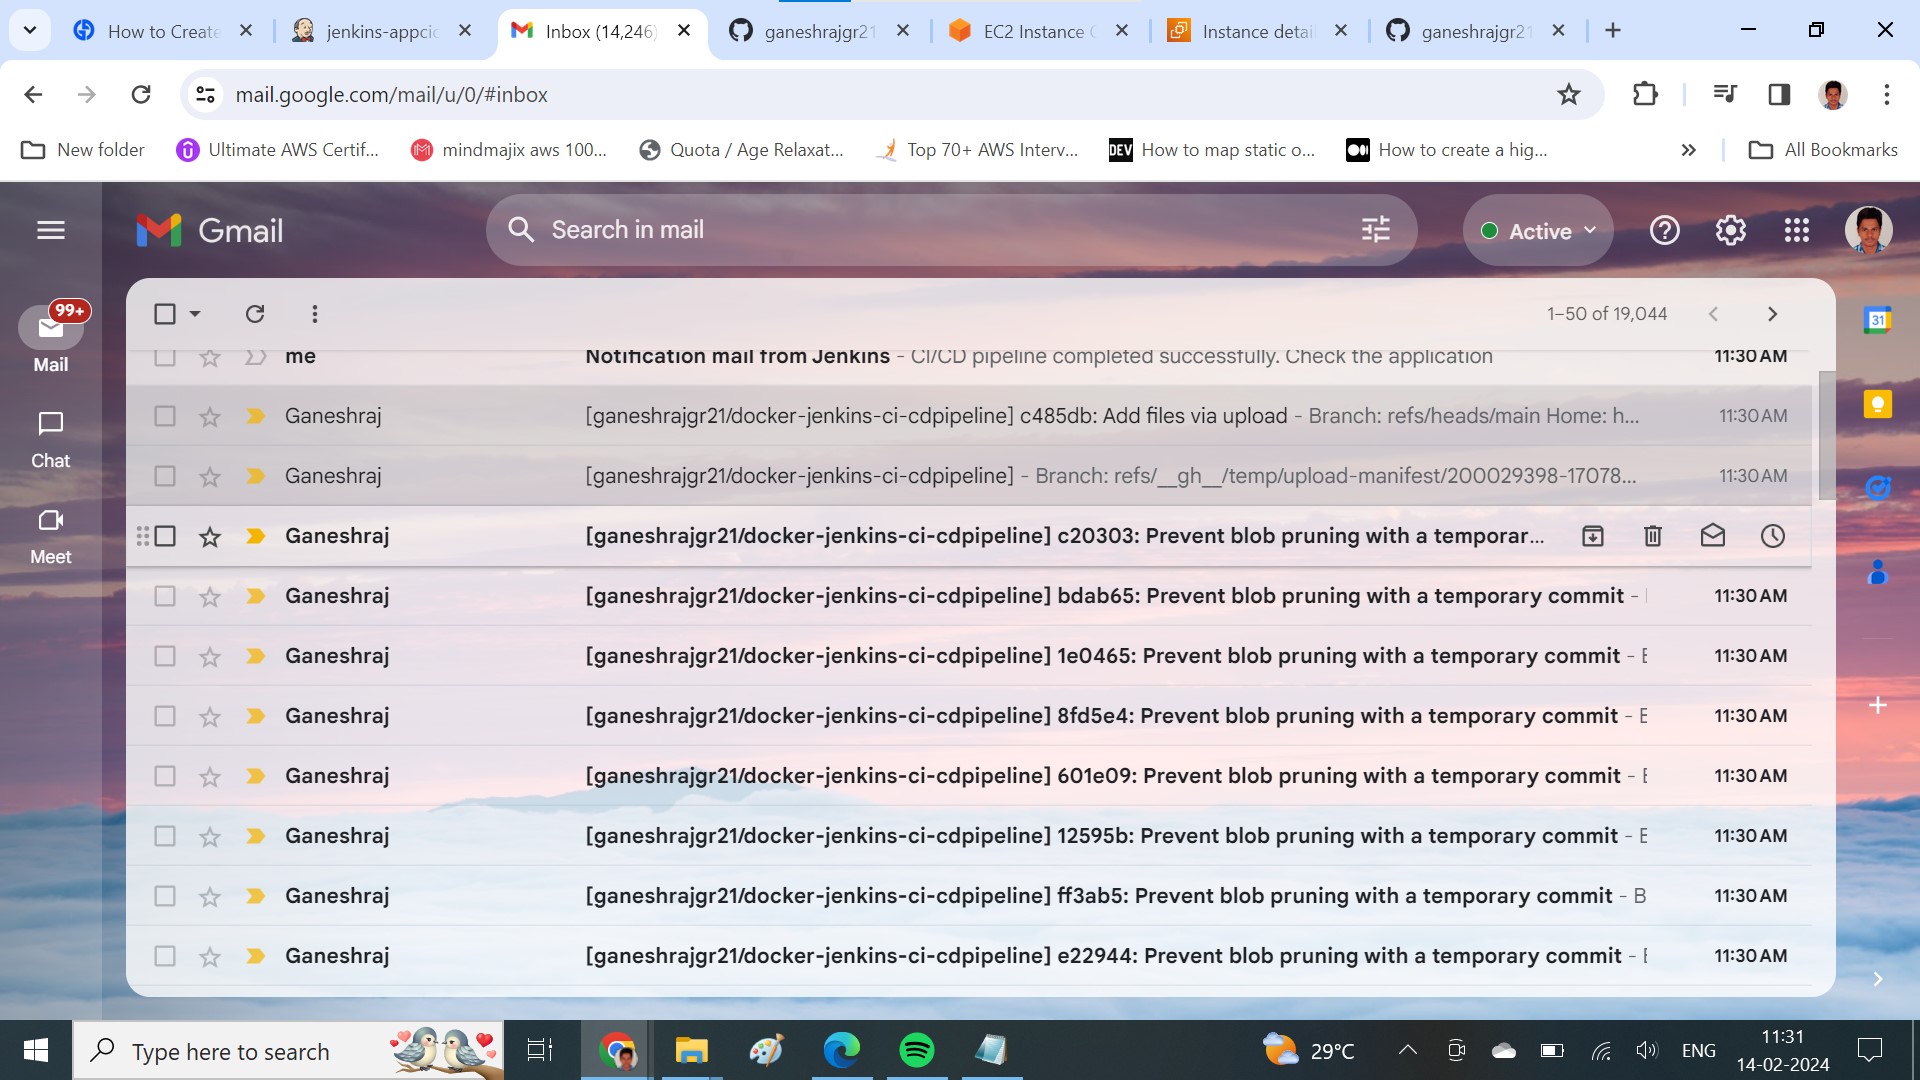 How to Create
jenkins-appcic
Inbox (14,246)
ganeshrajgr21
EC2 Instance C
Instance detai
ganeshrajgr21
mail.google.com/mail/u/0/#inbox
New folder
Ultimate AWS Certif...
mindmajix aws 100...
Quota / Age Relaxat...
Top 70+ AWS Interv...
DEV How to map static o...
How to create a hig...
All Bookmarks
Gmail
Search in mail
Active
99+
Mail
Chat
Meet
1–50 of 19,044
31
me Notification mail from Jenkins - CI/CD pipeline completed successfully. Check the application 11:30 AM
Ganeshraj [ganeshrajgr21/docker-jenkins-ci-cdpipeline] c485db: Add files via upload - Branch: refs/heads/main Home: h... 11:30 AM
Ganeshraj [ganeshrajgr21/docker-jenkins-ci-cdpipeline] - Branch: refs/__gh__/temp/upload-manifest/200029398-17078... 11:30 AM
Ganeshraj [ganeshrajgr21/docker-jenkins-ci-cdpipeline] c20303: Prevent blob pruning with a temporar...
Ganeshraj [ganeshrajgr21/docker-jenkins-ci-cdpipeline] bdab65: Prevent blob pruning with a temporary commit - 11:30 AM
Ganeshraj [ganeshrajgr21/docker-jenkins-ci-cdpipeline] 1e0465: Prevent blob pruning with a temporary commit - 11:30 AM
Ganeshraj [ganeshrajgr21/docker-jenkins-ci-cdpipeline] 8fd5e4: Prevent blob pruning with a temporary commit - 11:30 AM
Ganeshraj [ganeshrajgr21/docker-jenkins-ci-cdpipeline] 601e09: Prevent blob pruning with a temporary commit - 11:30 AM
Ganeshraj [ganeshrajgr21/docker-jenkins-ci-cdpipeline] 12595b: Prevent blob pruning with a temporary commit - 11:30 AM
Ganeshraj [ganeshrajgr21/docker-jenkins-ci-cdpipeline] ff3ab5: Prevent blob pruning with a temporary commit - B 11:30 AM
Ganeshraj [ganeshrajgr21/docker-jenkins-ci-cdpipeline] e22944: Prevent blob pruning with a temporary commit - 11:30 AM
Type here to search
29°C
ENG
11:31
14-02-2024